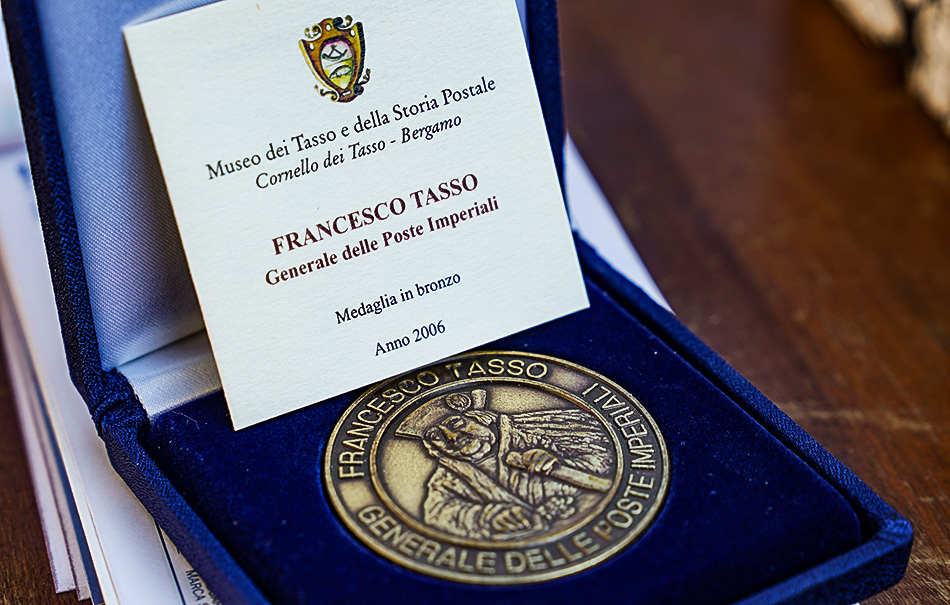 Museo dei Tasso e della Storia Postale
Cornello dei Tasso - Bergamo
FRANCESCO TASSO
Generale delle Poste Imperiali
Medaglia in bronzo
Anno 2006
FRANCESCO TASSO
GENERALE DELLE POSTE IMPERIALI
MARCA